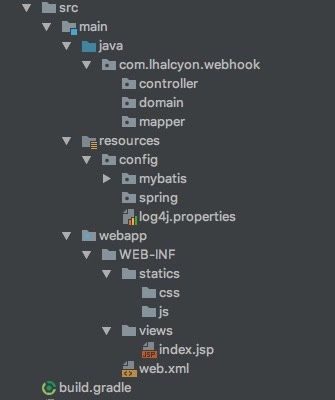 src
main
java
com.lhalcyon.webhook
controller
domain
mapper
resources
config
mybatis
spring
log4j.properties
webapp
WEB-INF
statics
css
js
views
index.jsp
JSP
web.xml
build.gradle